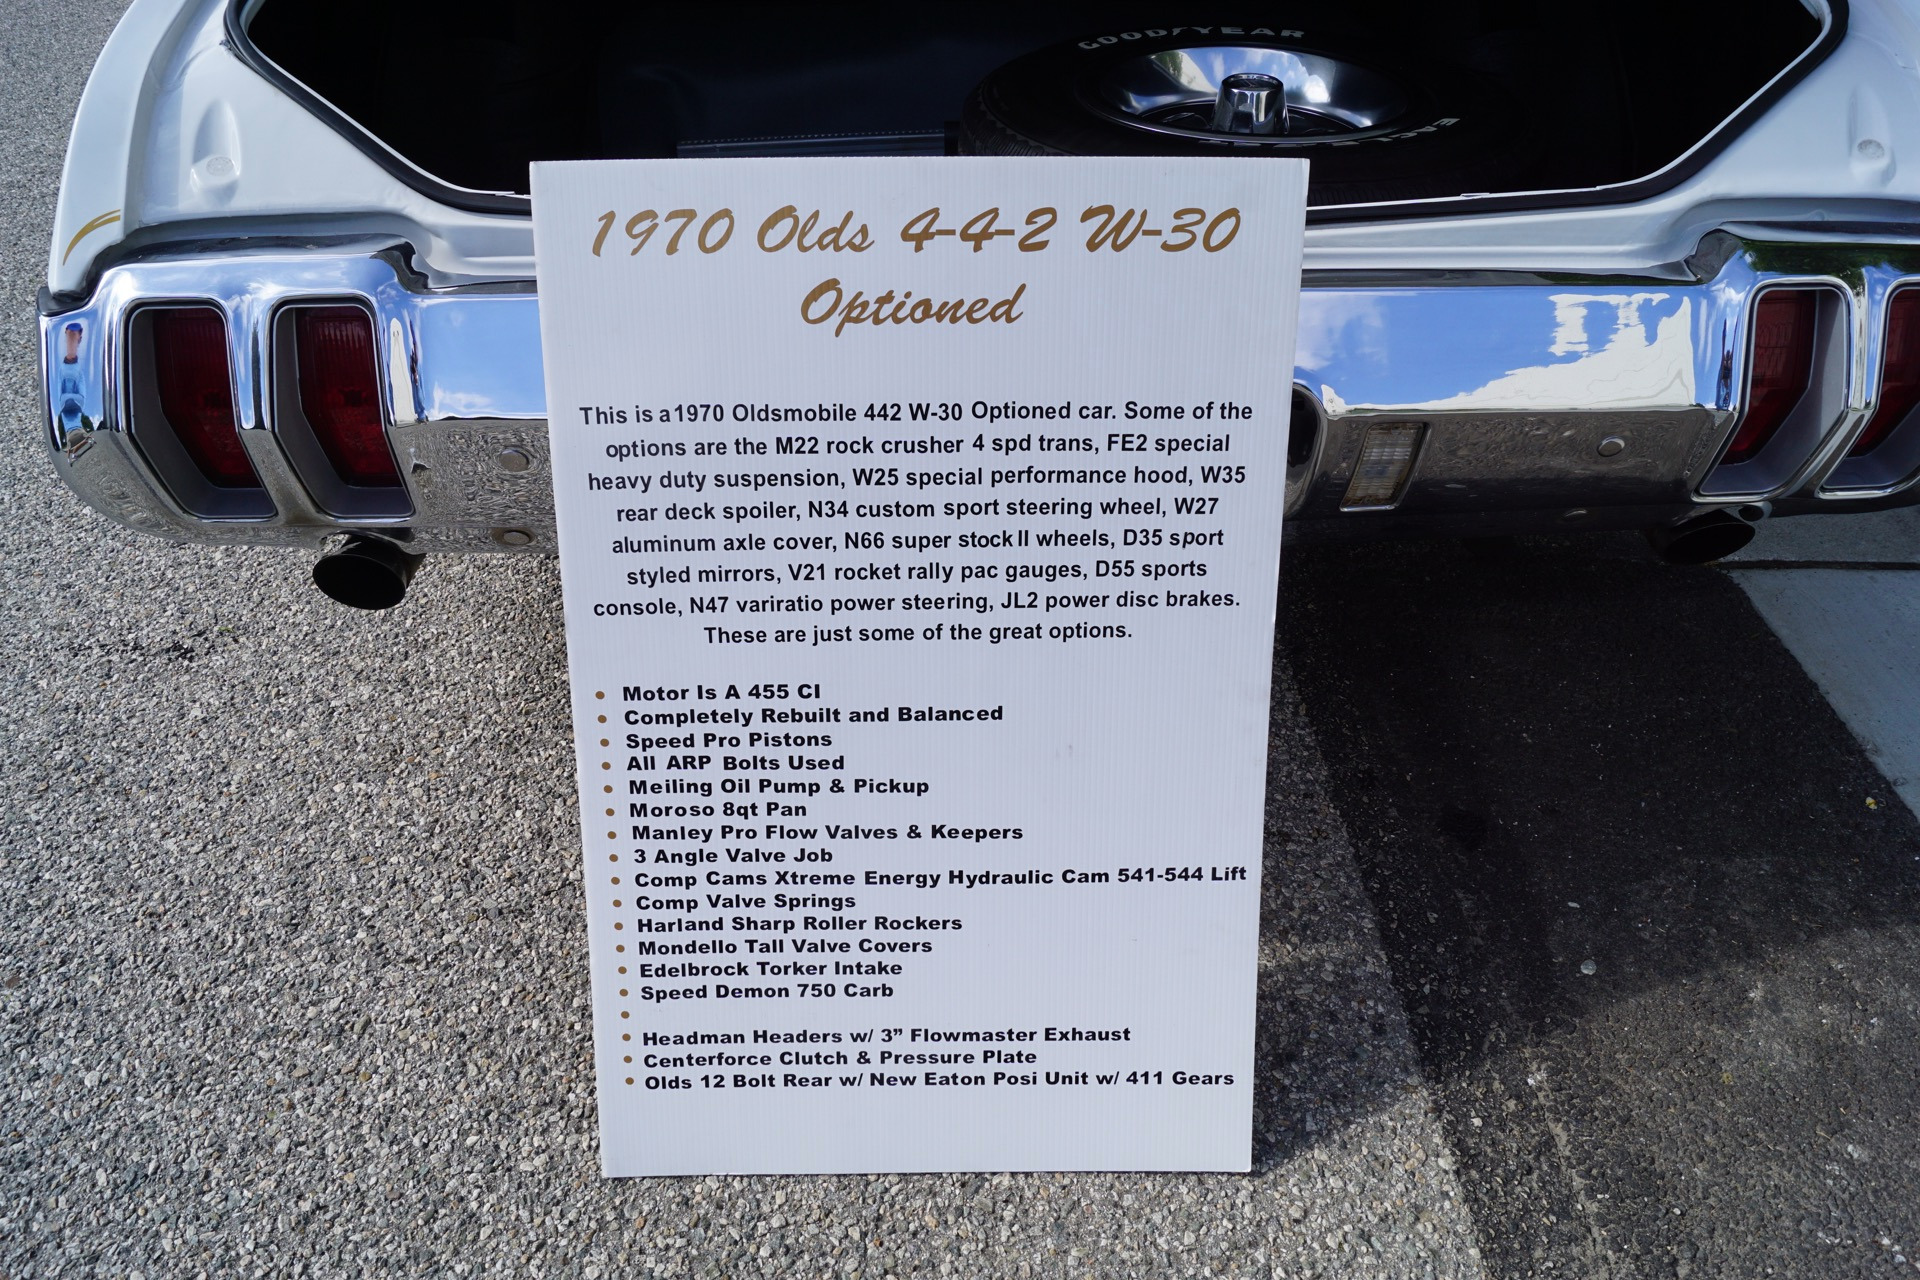 GOODYEAR
EAGLE
1970 Olds 4-4-2 W-30
Optioned
This is a 1970 Oldsmobile 442 W-30 Optioned car. Some of the
options are the M22 rock crusher 4 spd trans, FE2 special
heavy duty suspension, W25 special performance hood, W35
rear deck spoiler, N34 custom sport steering wheel, W27
aluminum axle cover, N66 super stock II wheels, D35 sport
styled mirrors, V21 rocket rally pac gauges, D55 sports
console, N47 variratio power steering, JL2 power disc brakes.
These are just some of the great options.
• Motor Is A 455 CI
• Completely Rebuilt and Balanced
• Speed Pro Pistons
• All ARP Bolts Used
• Meiling Oil Pump & Pickup
• Moroso 8qt Pan
• Manley Pro Flow Valves & Keepers
• 3 Angle Valve Job
• Comp Cams Xtreme Energy Hydraulic Cam 541-544 Lift
• Comp Valve Springs
• Harland Sharp Roller Rockers
• Mondello Tall Valve Covers
• Edelbrock Torker Intake
• Speed Demon 750 Carb
•
• Headman Headers w/ 3” Flowmaster Exhaust
• Centerforce Clutch & Pressure Plate
• Olds 12 Bolt Rear w/ New Eaton Posi Unit w/ 411 Gears